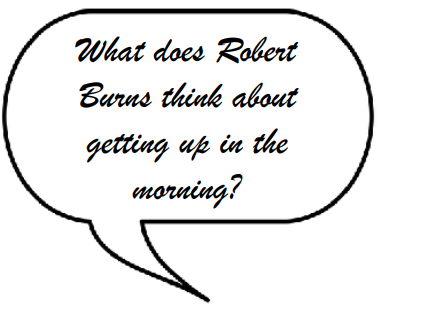 What does Robert
Burns think about
getting up in the
morning?